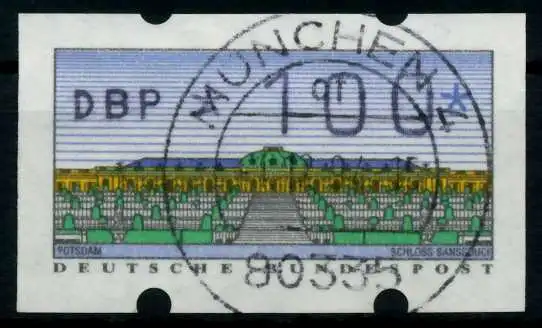 MÜNCHEN
DBP 100*
POTSDAM SCHLOSS SANSSOUCI
DEUTSCHE BUNDESPOST
80335